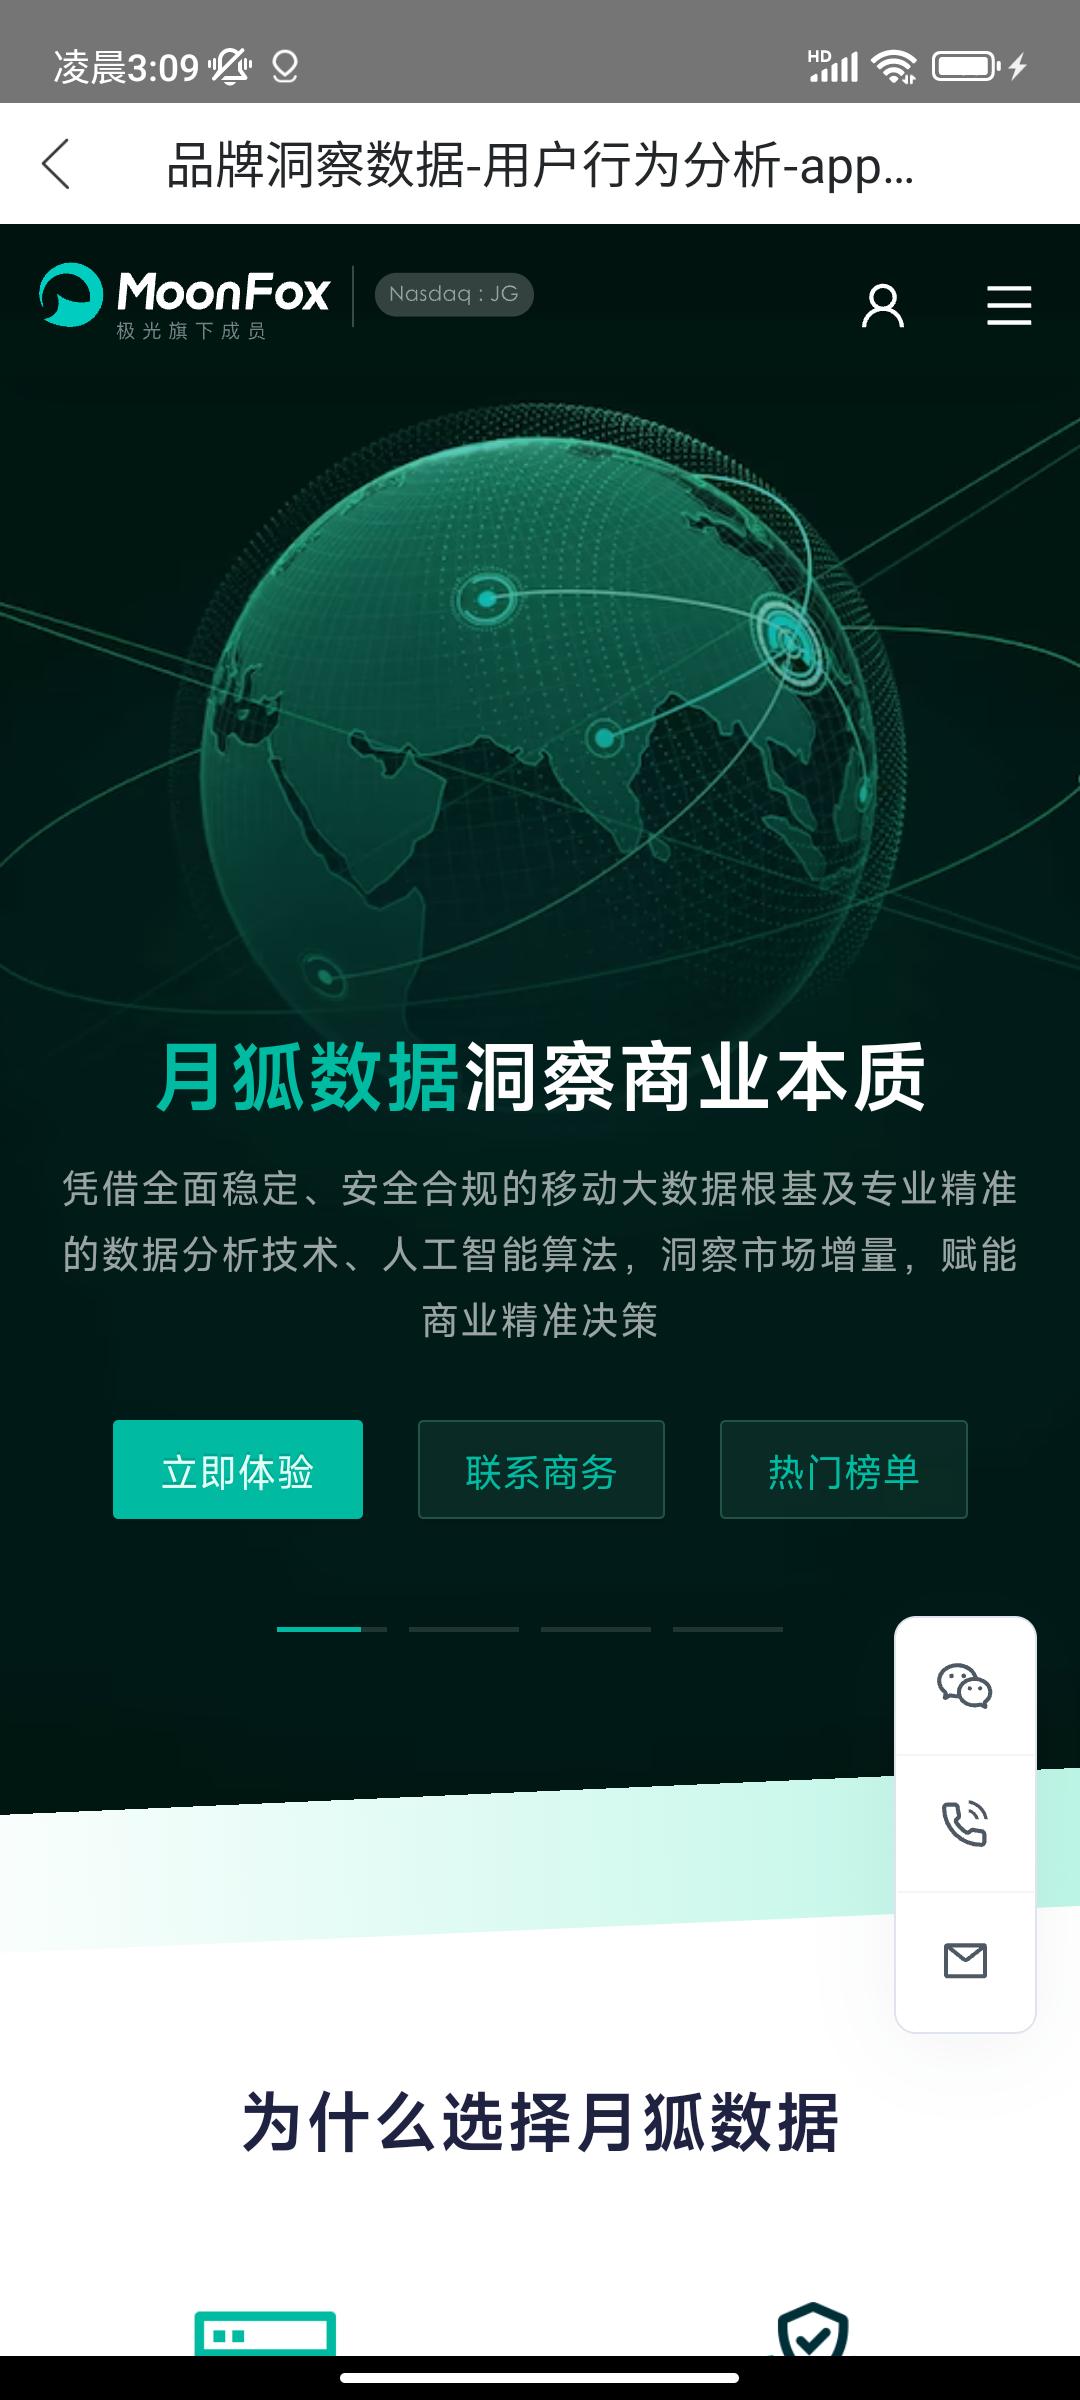 凌晨3:09
HD
品牌洞察数据-用户行为分析-app...
MoonFox
Nasdaq : JG
极光旗下成员
月狐数据洞察商业本质
凭借全面稳定、安全合规的移动大数据根基及专业精准
的数据分析技术、人工智能算法，洞察市场增量，赋能
商业精准决策
立即体验
联系商务
热门榜单
为什么选择月狐数据